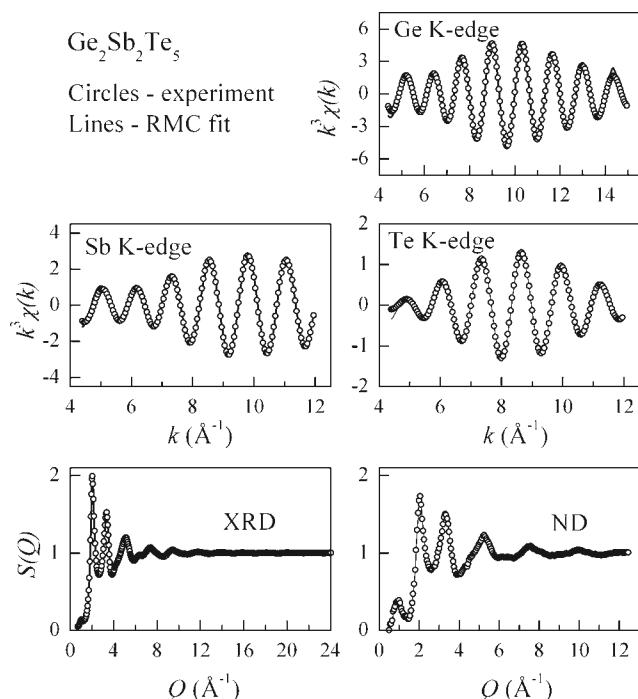 Ge2Sb2Te5
Circles - experiment
Lines - RMC fit
Ge K-edge
k³χ(k)
6
3
0
-3
-6
4 6 8 10 12 14
Sb K-edge
k³χ(k)
4
2
0
-2
-4
4 6 8 10 12
k (Å⁻¹)
Te K-edge
2
1
0
-1
-2
4 6 8 10 12
k (Å⁻¹)
XRD
S(Q)
2
1
0
0 4 8 12 16 20 24
Q (Å⁻¹)
ND
2
1
0
0 2 4 6 8 10 12
Q (Å⁻¹)